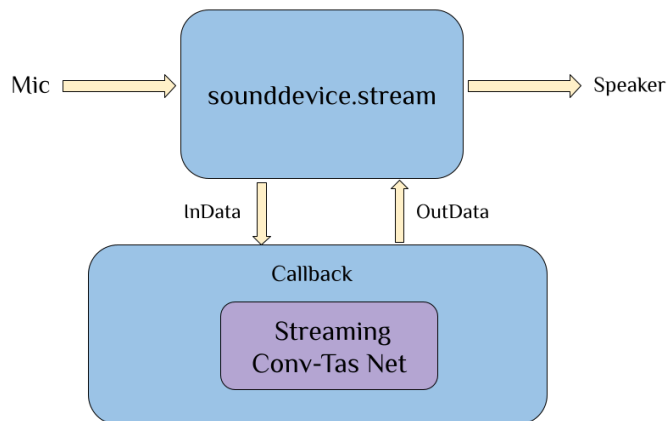 Mic
sounddevice.stream
Speaker
InData
OutData
Callback
Streaming
Conv-Tas Net